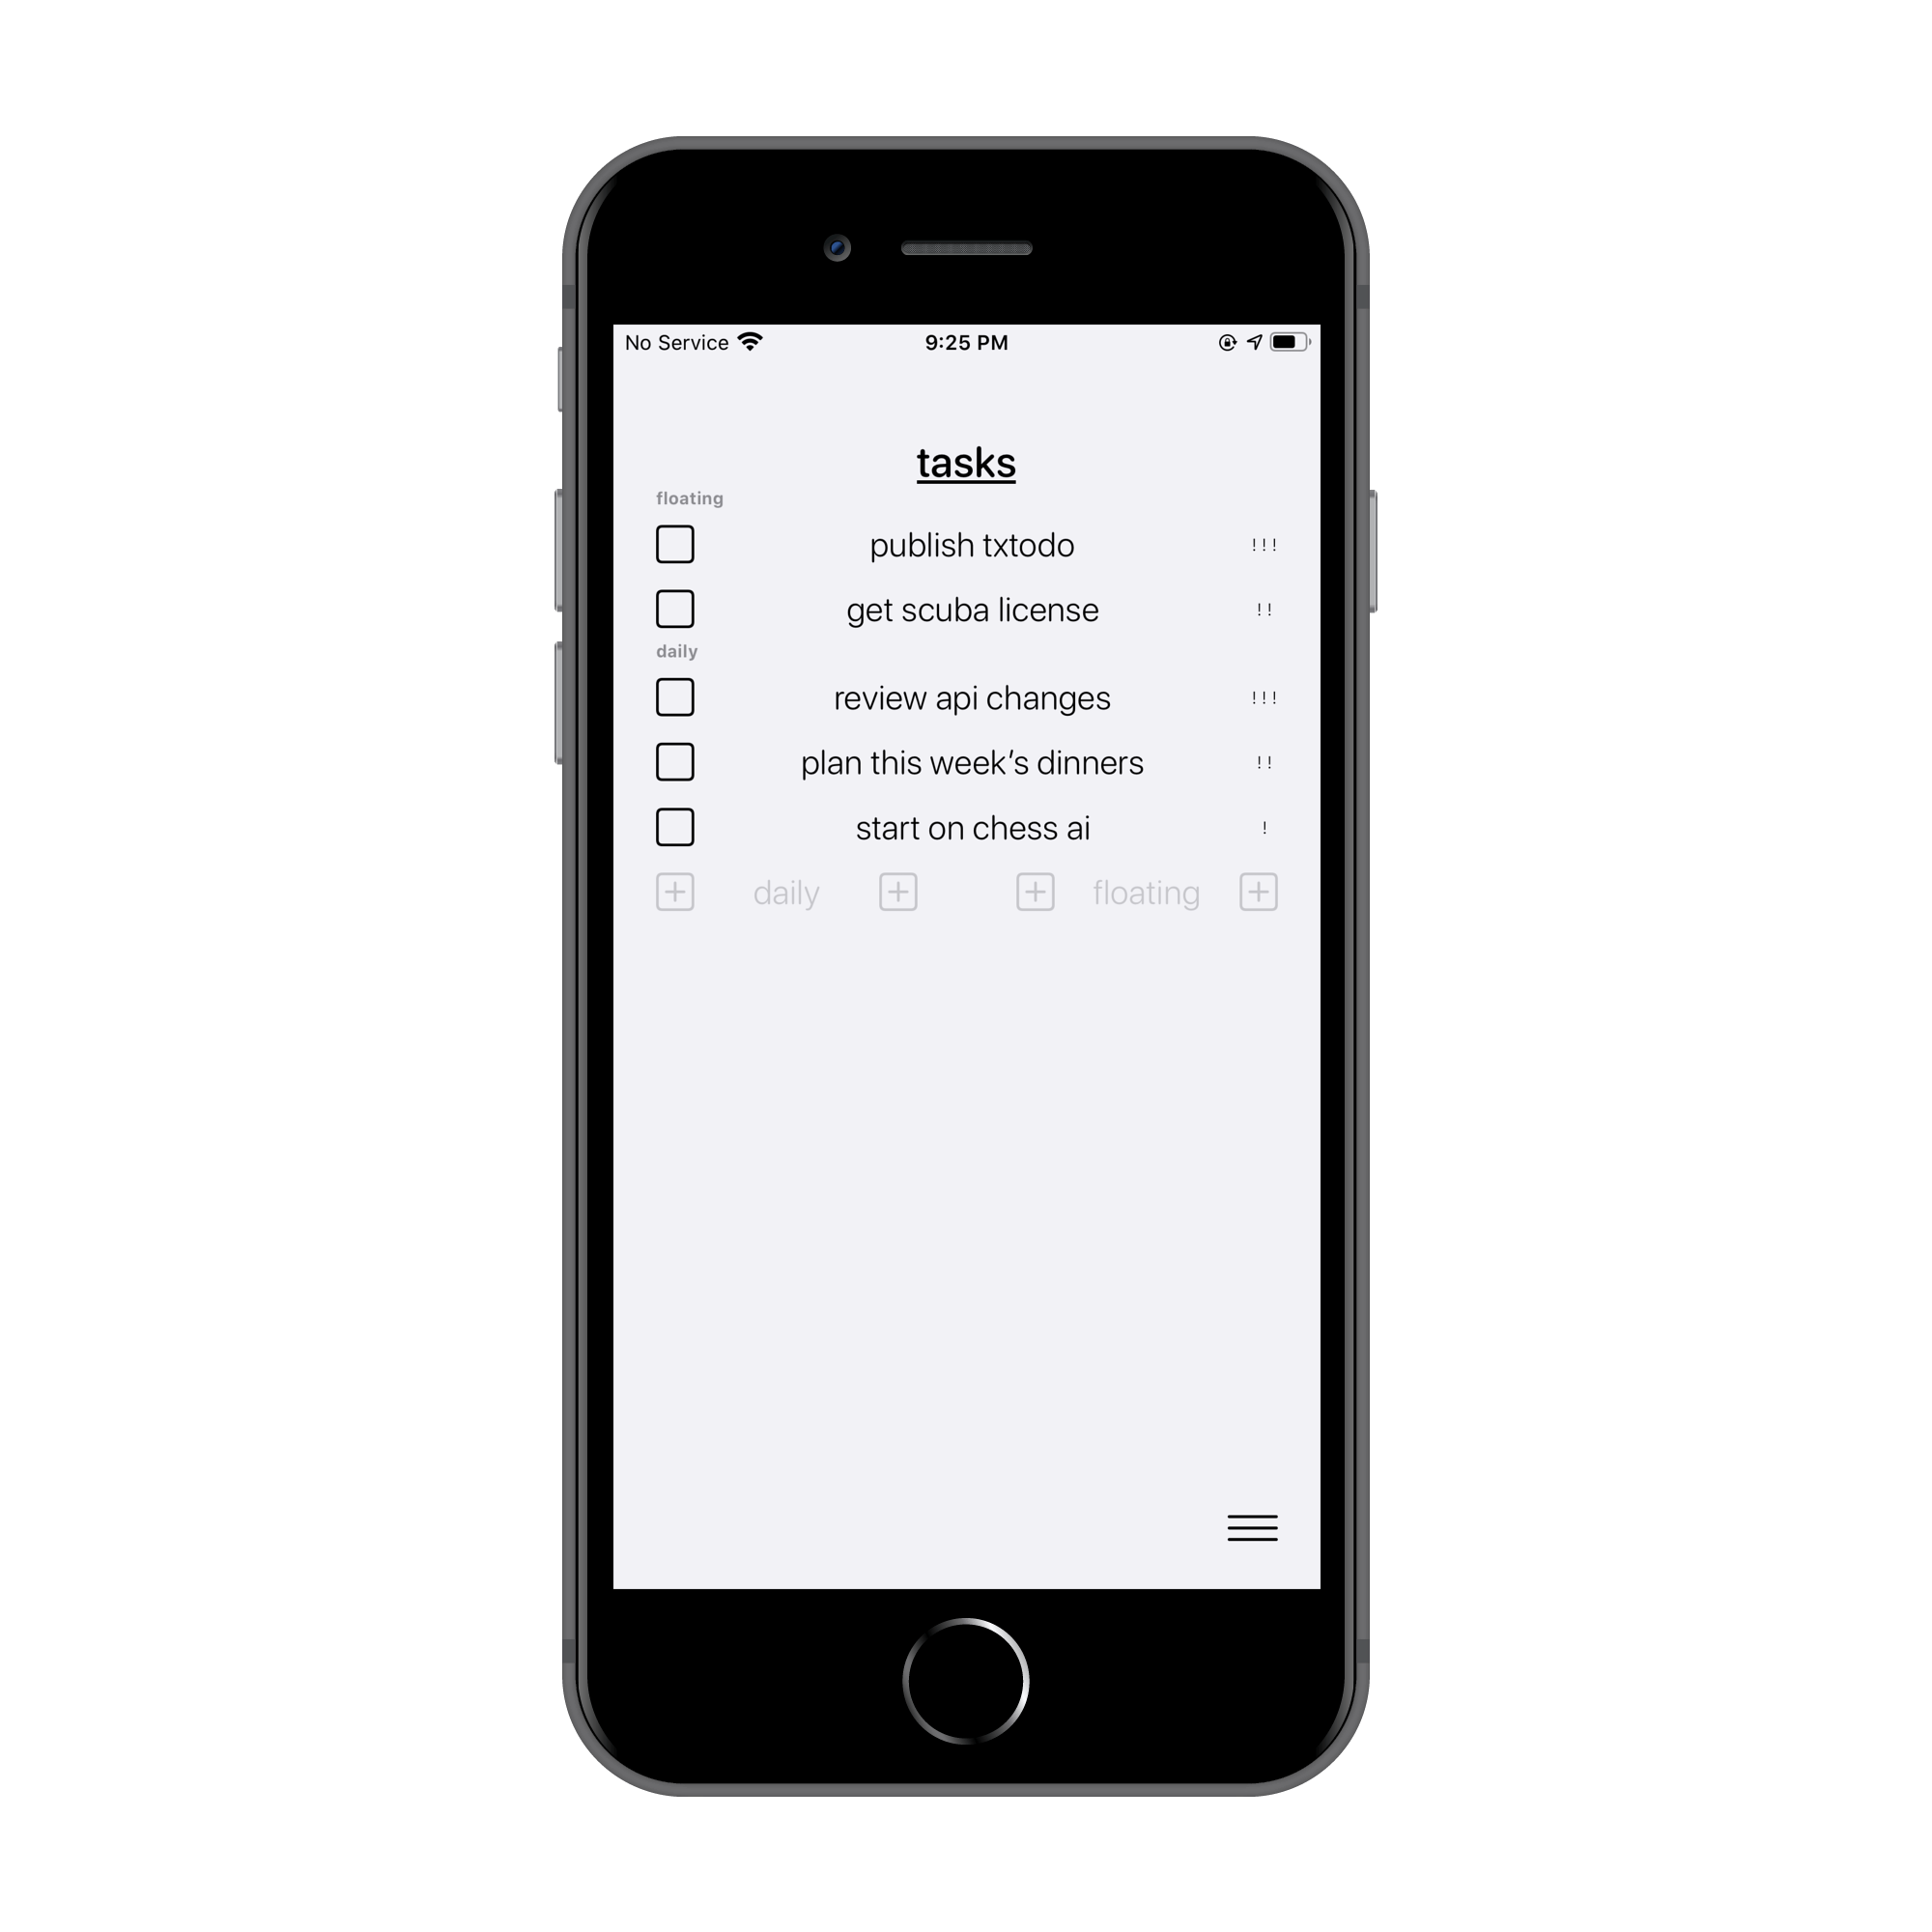 No Service 9:25 PM
tasks
floating
publish txtodo !!!
get scuba license !!
daily
review api changes !!!
plan this week’s dinners !!
start on chess ai !
daily floating